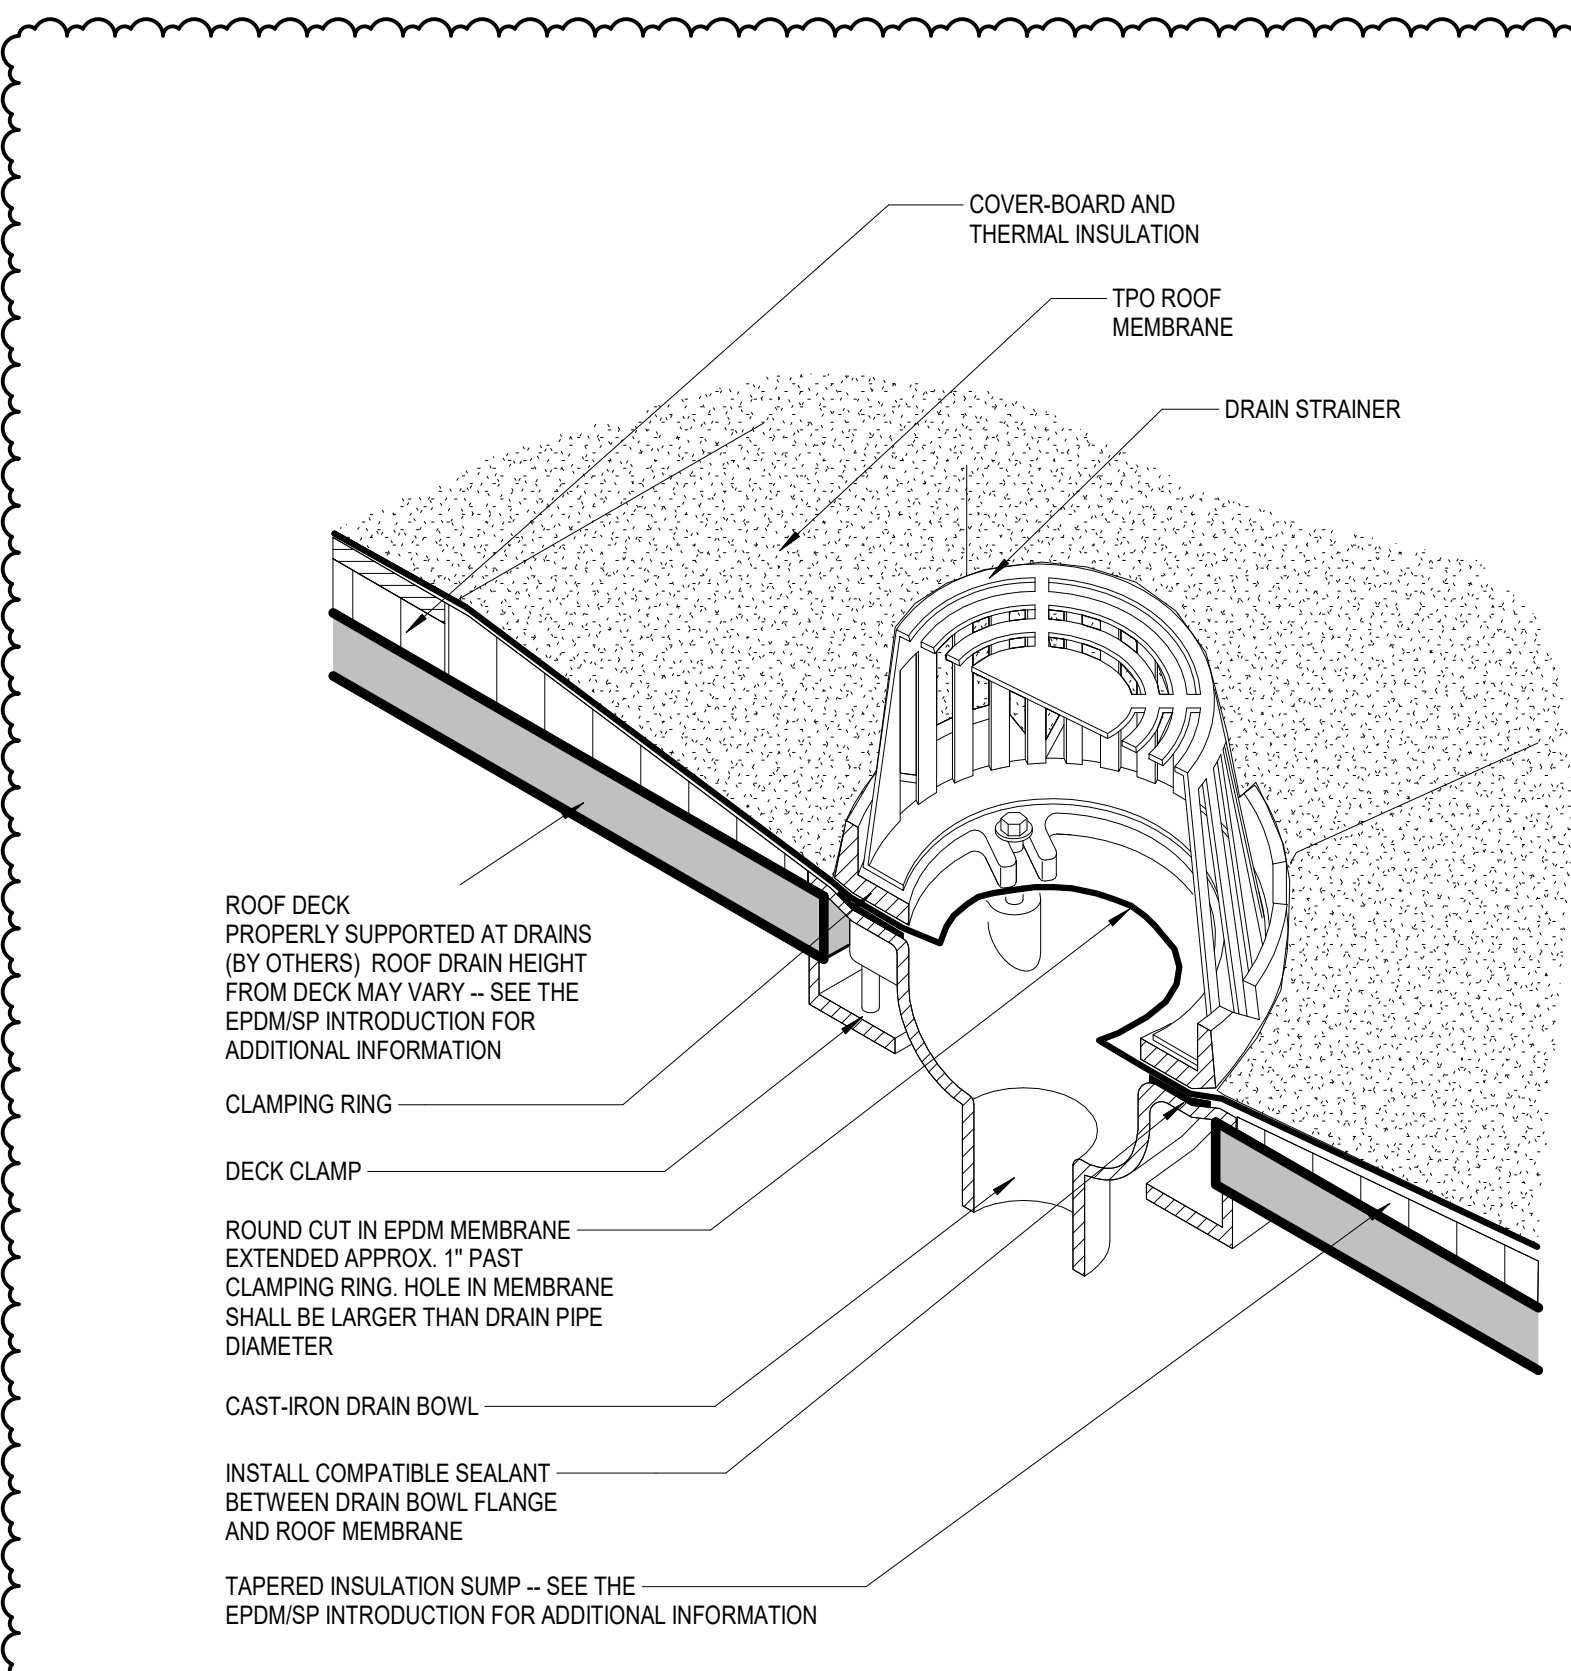 COVER-BOARD AND
THERMAL INSULATION
TPO ROOF
MEMBRANE
DRAIN STRAINER
ROOF DECK
PROPERLY SUPPORTED AT DRAINS
(BY OTHERS) ROOF DRAIN HEIGHT
FROM DECK MAY VARY -- SEE THE
EPDM/SP INTRODUCTION FOR
ADDITIONAL INFORMATION
CLAMPING RING
DECK CLAMP
ROUND CUT IN EPDM MEMBRANE
EXTENDED APPROX. 1" PAST
CLAMPING RING. HOLE IN MEMBRANE
SHALL BE LARGER THAN DRAIN PIPE
DIAMETER
CAST-IRON DRAIN BOWL
INSTALL COMPATIBLE SEALANT
BETWEEN DRAIN BOWL FLANGE
AND ROOF MEMBRANE
TAPERED INSULATION SUMP -- SEE THE
EPDM/SP INTRODUCTION FOR ADDITIONAL INFORMATION